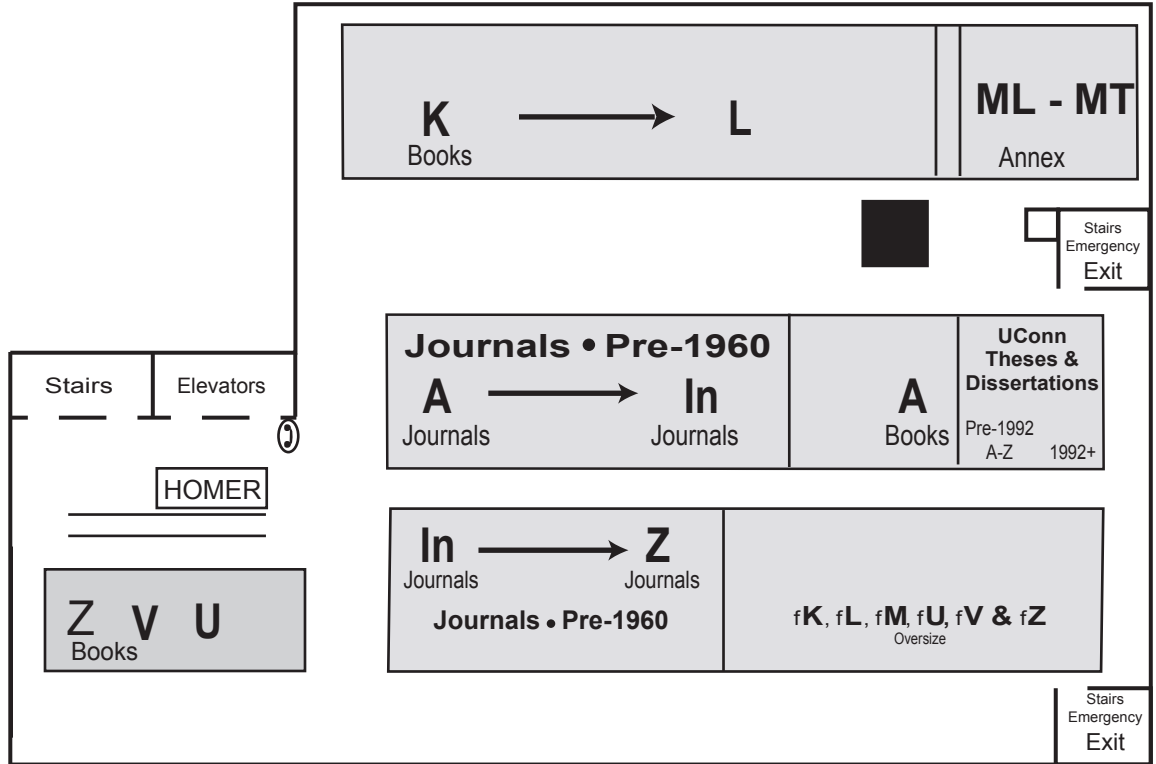 K L
Books
ML - MT
Annex
Stairs
Emergency
Exit
Journals • Pre-1960
A In
Journals Journals
A
Books
UConn
Theses &
Dissertations
Pre-1992
A-Z 1992+
Stairs
Elevators
HOMER
In Z
Journals Journals
Journals • Pre-1960
fK, fL, fM, fU, fV & fZ
Oversize
Z V U
Books
Stairs
Emergency
Exit